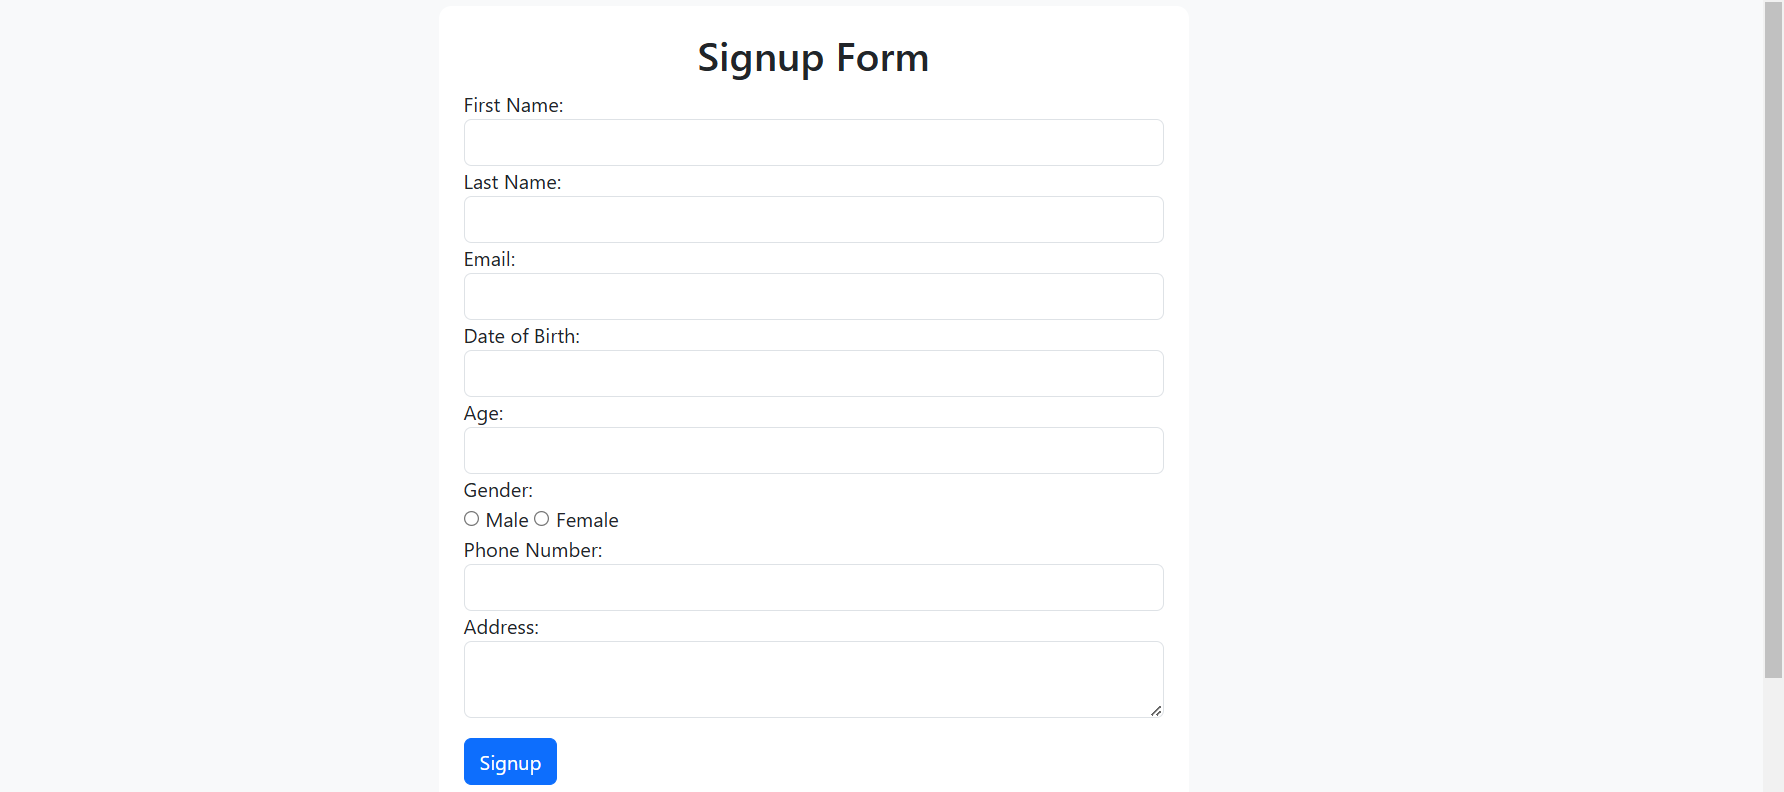 Signup Form
First Name:
Last Name:
Email:
Date of Birth:
Age:
Gender:
Male Female
Phone Number:
Address:
Signup